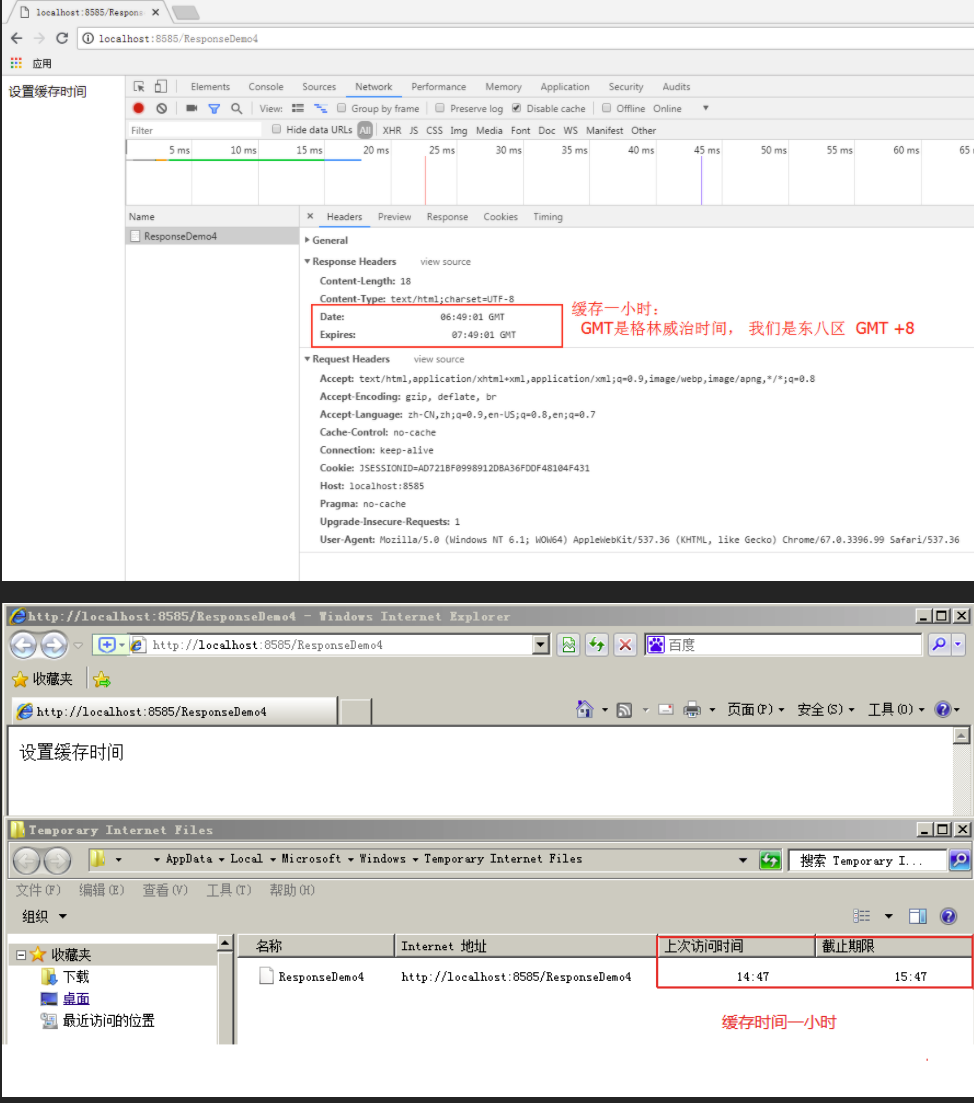 localhost:8585/Respons
localhost:8585/ResponseDemo4
应用
设置缓存时间
Elements Console Sources Network Performance Memory Application Security Audits
View: Group by frame Preserve log Disable cache Offline Online
Filter Hide data URLs All XHR JS CSS Img Media Font Doc WS Manifest Other
5 ms 10 ms 15 ms 20 ms 25 ms 30 ms 35 ms 40 ms 45 ms 50 ms 55 ms 60 ms 65
Name × Headers Preview Response Cookies Timing
ResponseDemo4
General
Response Headers view source
Content-Length: 18
Content-Type: text/html;charset=UTF-8
Date: 06:49:01 GMT
Expires: 07:49:01 GMT
缓存一小时:
GMT是格林威治时间, 我们是东八区 GMT +8
Request Headers view source
Accept: text/html,application/xhtml+xml,application/xml;q=0.9,image/webp,image/apng,*/*;q=0.8
Accept-Encoding: gzip, deflate, br
Accept-Language: zh-CN,zh;q=0.9,en-US;q=0.8,en;q=0.7
Cache-Control: no-cache
Connection: keep-alive
Cookie: JSESSIONID=AD721BF0998912DBA36FDDF48104F431
Host: localhost:8585
Pragma: no-cache
Upgrade-Insecure-Requests: 1
User-Agent: Mozilla/5.0 (Windows NT 6.1; WOW64) AppleWebKit/537.36 (KHTML, like Gecko) Chrome/67.0.3396.99 Safari/537.36
http://localhost:8585/ResponseDemo4 - Windows Internet Explorer
http://localhost:8585/ResponseDemo4 百度
收藏夹
http://localhost:8585/ResponseDemo4 页面(P) 安全(S) 工具(O)
设置缓存时间
Temporary Internet Files
AppData Local Microsoft Windows Temporary Internet Files 搜索 Temporary I...
文件(F) 编辑(E) 查看(V) 工具(T) 帮助(H)
组织
收藏夹 名称 Internet 地址 上次访问时间 截止期限
下载 ResponseDemo4 http://localhost:8585/ResponseDemo4 14:47 15:47
桌面
最近访问的位置
缓存时间一小时